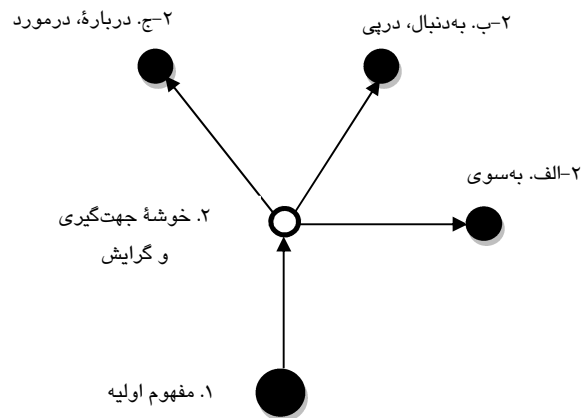 ۲-ج. دربارهٔ، درمورد
۲-ب. به‌دنبال، درپی
۲-الف. به‌سوی
۲. خوشهٔ جهت‌گیری
و گرایش
۱. مفهوم اولیه